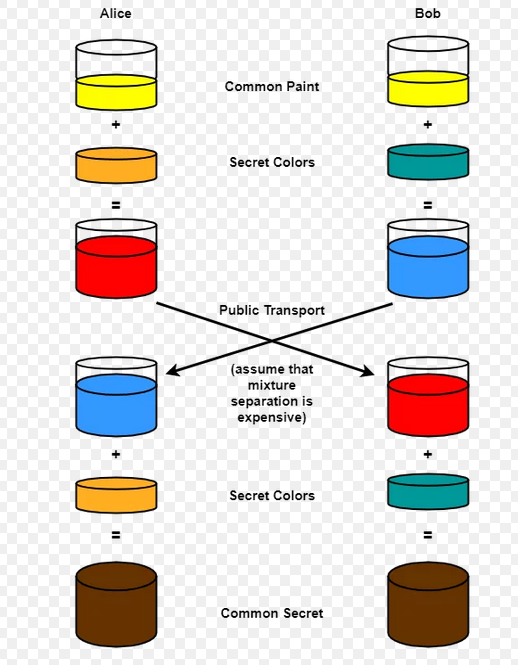 Alice
Bob
Common Paint
+
+
Secret Colors
=
=
Public Transport
(assume that
mixture
separation is
expensive)
+
+
Secret Colors
=
=
Common Secret